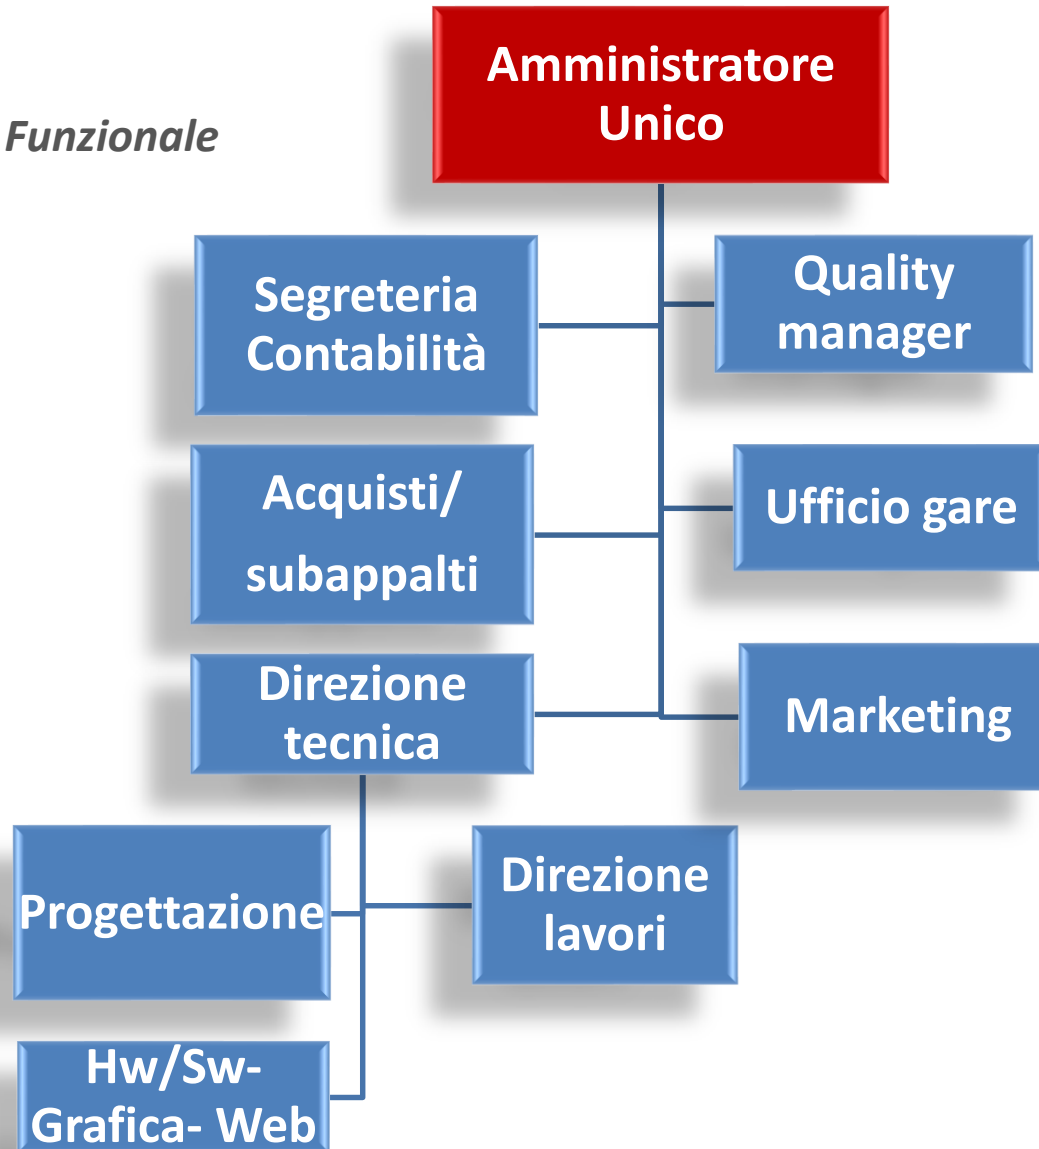 Amministratore
Unico
Funzionale
Segreteria
Contabilità
Quality
manager
Acquisti/
subappalti
Ufficio gare
Direzione
tecnica
Marketing
Progettazione
Direzione
lavori
Hw/Sw-
Grafica- Web